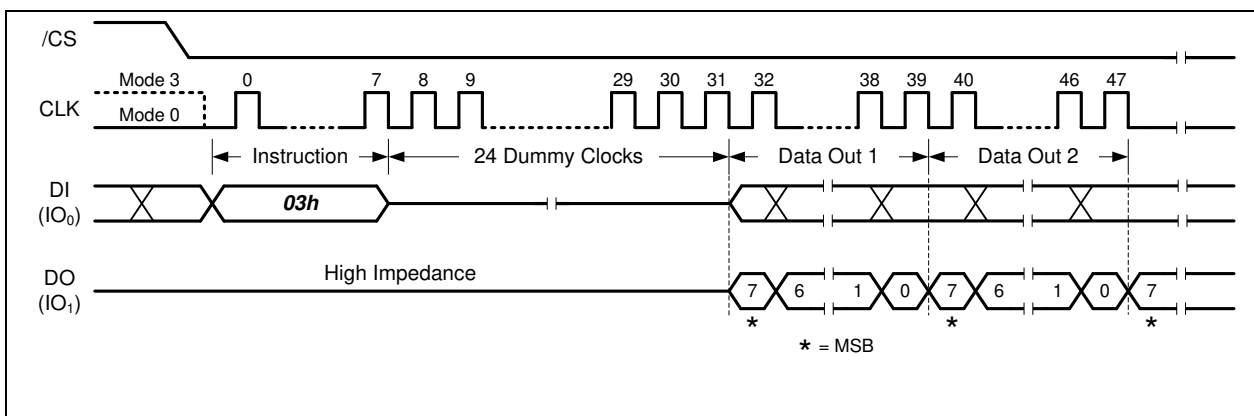 /CS
Mode 3 0 7 8 9 29 30 31 32 38 39 40 46 47
CLK
Mode 0
Instruction 24 Dummy Clocks Data Out 1 Data Out 2
DI
(IO0)
03h
High Impedance
DO
(IO1)
7 6 1 0 7 6 1 0 7
* * *
* = MSB